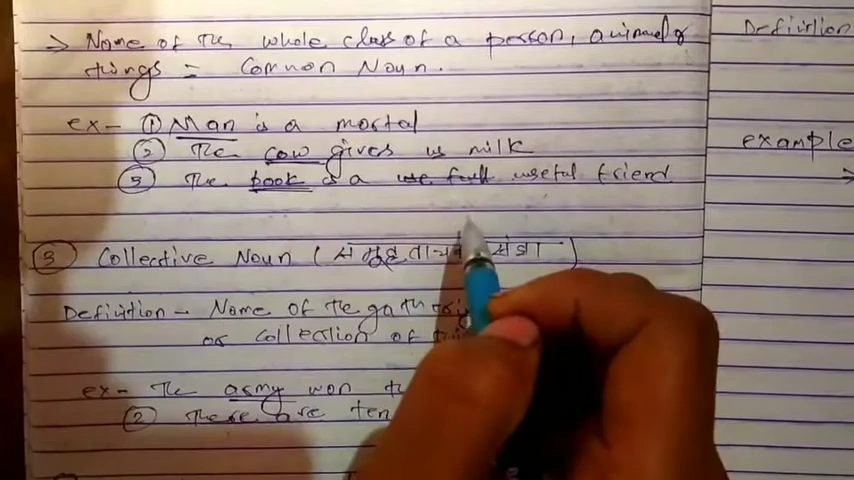 → Name of the whole class of a person, animal or
things = Common Noun.
ex- ① Man is a mortal
② The cow gives us milk
③ The book is a useful friend
③ Collective Noun (समूहवाचक संज्ञा)
Definition - Name of the gath
or collection of
ex- The army won th
② There are ten
Definition
example
→